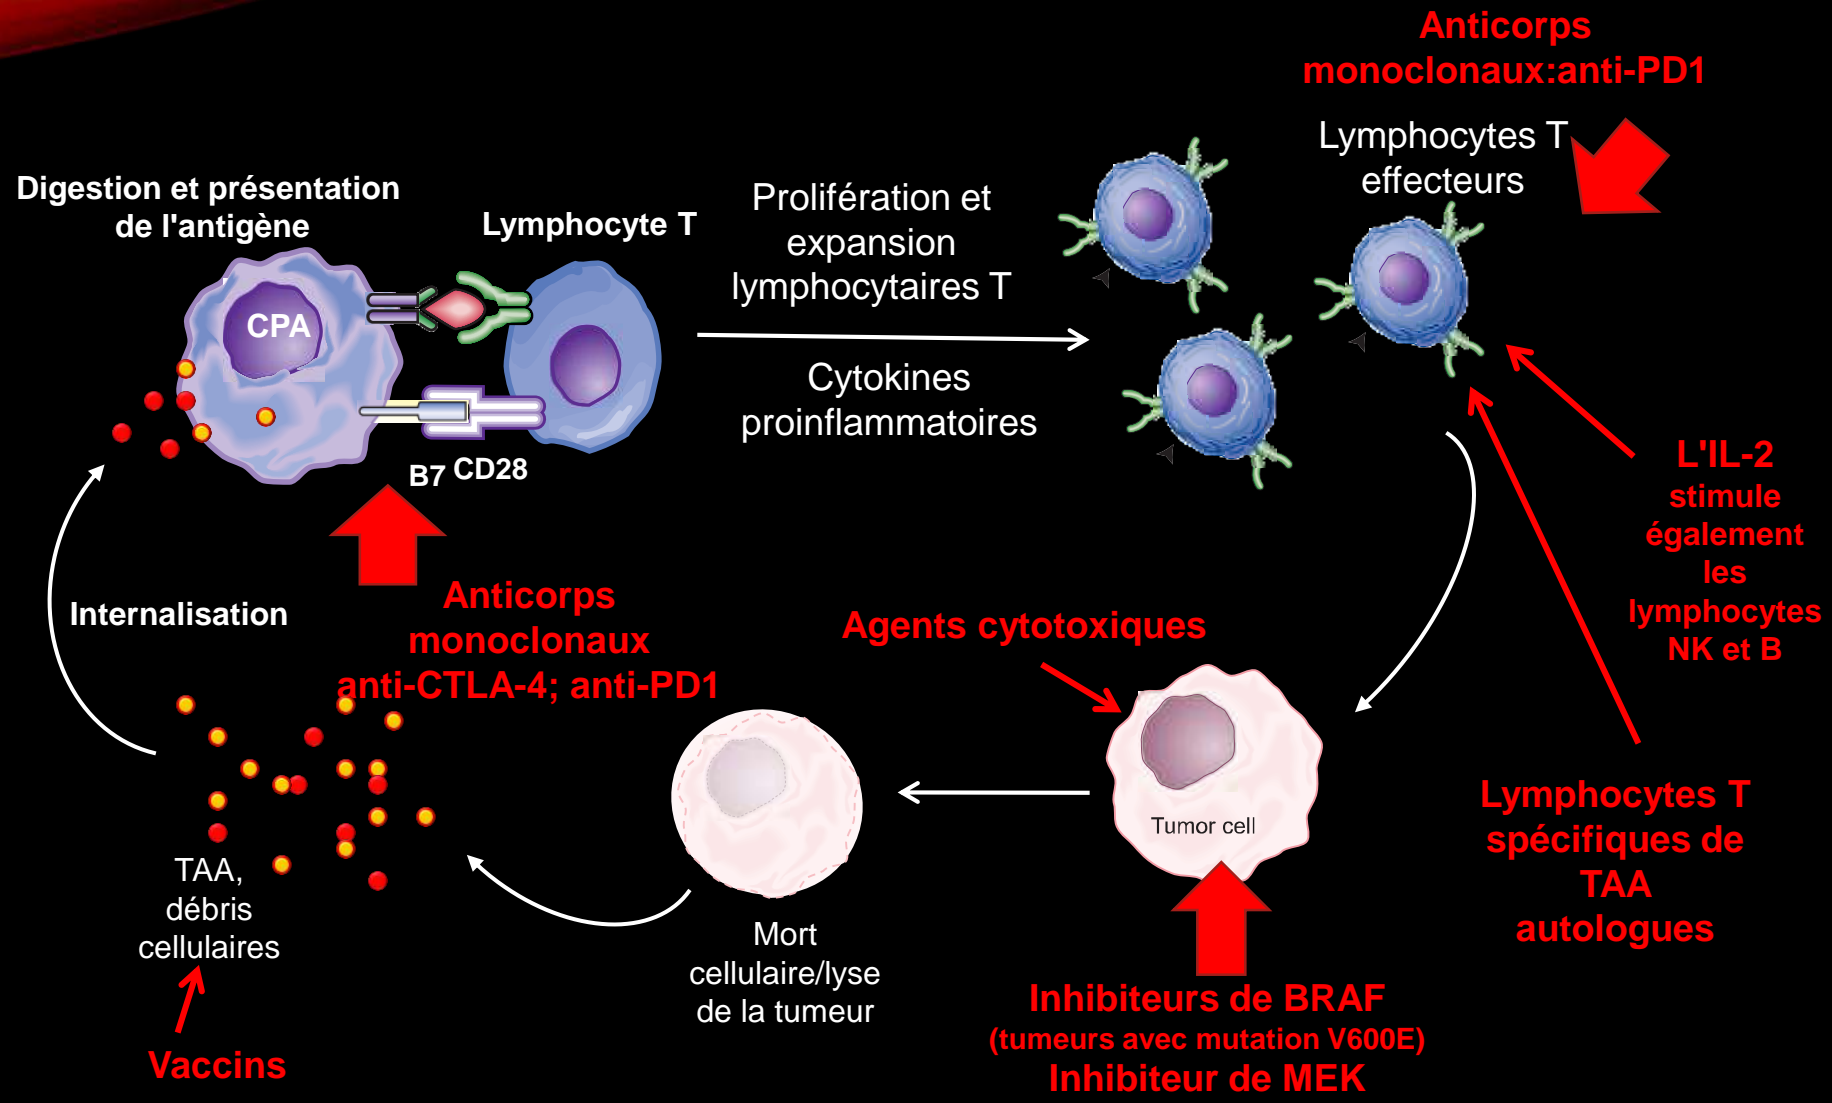 Anticorps
monoclonaux:anti-PD1
Lymphocytes T
effecteurs
Digestion et présentation
de l'antigène
Lymphocyte T
Prolifération et
expansion
lymphocytaires T
CPA
Cytokines
proinflammatoires
B7 CD28
L'IL-2
stimule
également
les
lymphocytes
NK et B
Internalisation
Anticorps
monoclonaux
anti-CTLA-4; anti-PD1
Agents cytotoxiques
Tumor cell
Lymphocytes T
spécifiques de
TAA
autologues
TAA,
débris
cellulaires
Mort
cellulaire/lyse
de la tumeur
Inhibiteurs de BRAF
(tumeurs avec mutation V600E)
Inhibiteur de MEK
Vaccins